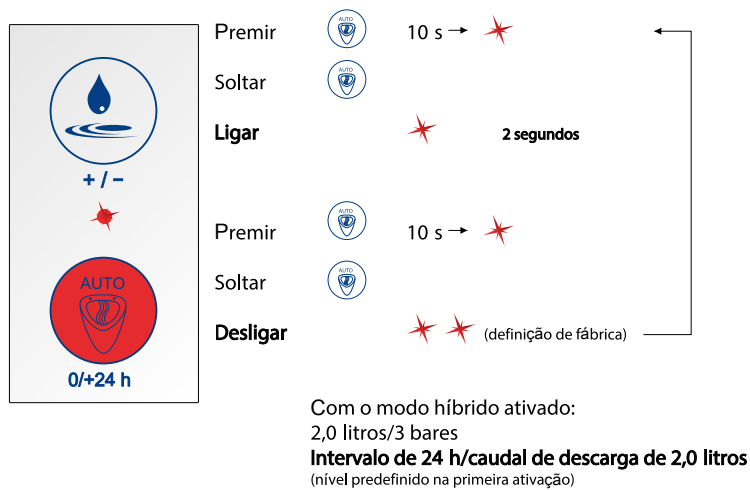 Premir AUTO 10 s →
Soltar AUTO
Ligar 2 segundos
+ / −
Premir AUTO 10 s →
Soltar AUTO
AUTO
Desligar (definição de fábrica)
0/+24 h
Com o modo híbrido ativado:
2,0 litros/3 bares
Intervalo de 24 h/caudal de descarga de 2,0 litros
(nível predefinido na primeira ativação)